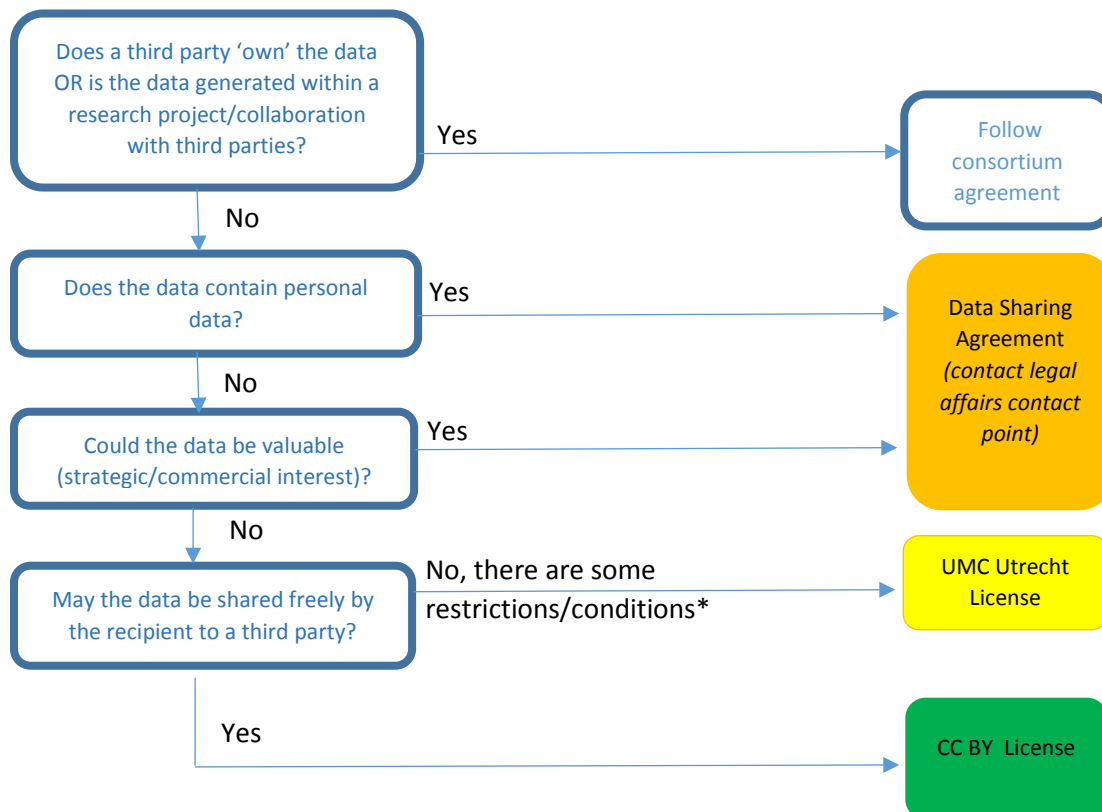 Does a third party ‘own’ the data
OR is the data generated within a
research project/collaboration
with third parties?
Yes
Follow
consortium
agreement
No
Does the data contain personal
data?
Yes
Data Sharing
Agreement
(contact legal
affairs contact
point)
No
Could the data be valuable
(strategic/commercial interest)?
Yes
No
May the data be shared freely by
the recipient to a third party?
No, there are some
restrictions/conditions*
UMC Utrecht
License
Yes
CC BY  License